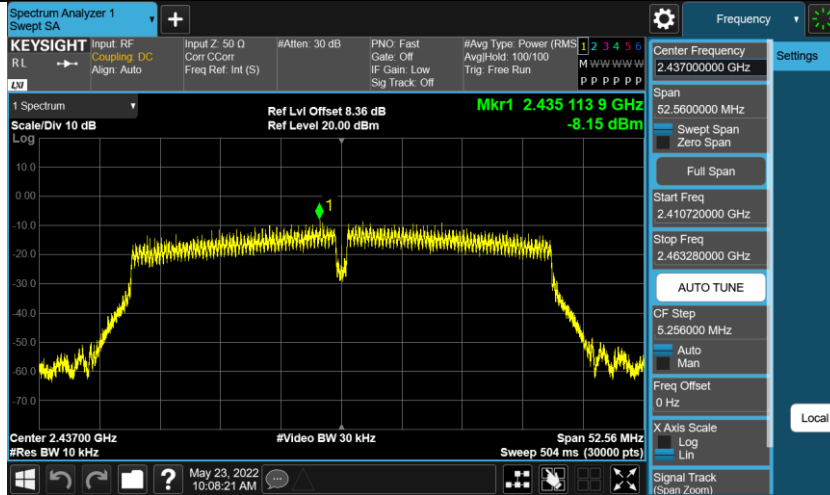 Spectrum Analyzer 1
Swept SA
Frequency
KEYSIGHT
RL
LXI
Input: RF
Coupling: DC
Align: Auto
Input Z: 50 Ω
Corr CCorr
Freq Ref: Int (S)
#Atten: 30 dB
PNO: Fast
Gate: Off
IF Gain: Low
Sig Track: Off
#Avg Type: Power (RMS
Avg|Hold: 100/100
Trig: Free Run
1 2 3 4 5 6
M W W W W W
P P P P P P
Settings
1 Spectrum
Scale/Div 10 dB
Log
Ref Lvl Offset 8.36 dB
Ref Level 20.00 dBm
Mkr1 2.435 113 9 GHz
-8.15 dBm
10.0
0.00
-10.0
-20.0
-30.0
-40.0
-50.0
-60.0
-70.0
1
Center 2.43700 GHz
#Res BW 10 kHz
#Video BW 30 kHz
Span 52.56 MHz
Sweep 504 ms (30000 pts)
Center Frequency
2.437000000 GHz
Span
52.5600000 MHz
Swept Span
Zero Span
Full Span
Start Freq
2.410720000 GHz
Stop Freq
2.463280000 GHz
AUTO TUNE
CF Step
5.256000 MHz
Auto
Man
Freq Offset
0 Hz
X Axis Scale
Log
Lin
Signal Track
(Span Zoom)
Local
?
May 23, 2022
10:08:21 AM